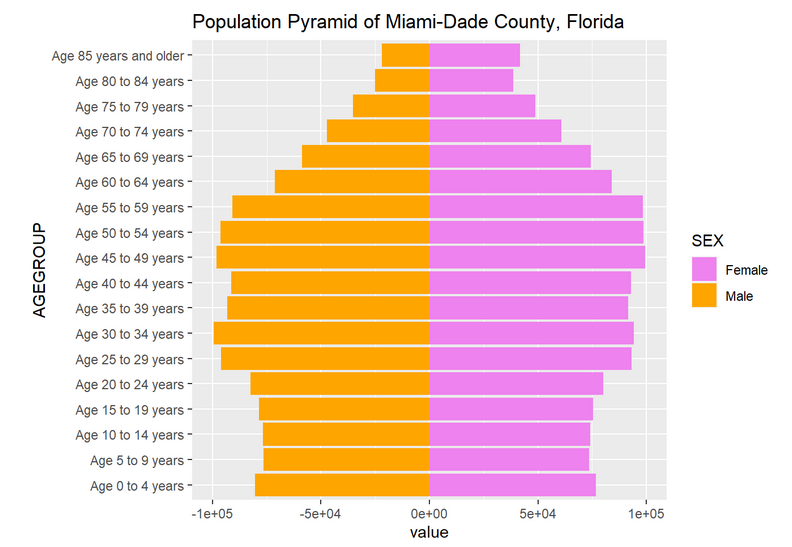 Population Pyramid of Miami-Dade County, Florida
Age 85 years and older
Age 80 to 84 years
Age 75 to 79 years
Age 70 to 74 years
Age 65 to 69 years
Age 60 to 64 years
Age 55 to 59 years
Age 50 to 54 years
Age 45 to 49 years
Age 40 to 44 years
Age 35 to 39 years
Age 30 to 34 years
Age 25 to 29 years
Age 20 to 24 years
Age 15 to 19 years
Age 10 to 14 years
Age 5 to 9 years
Age 0 to 4 years
AGEGROUP
-1e+05 -5e+04 0e+00 5e+04 1e+05
value
SEX
Female
Male